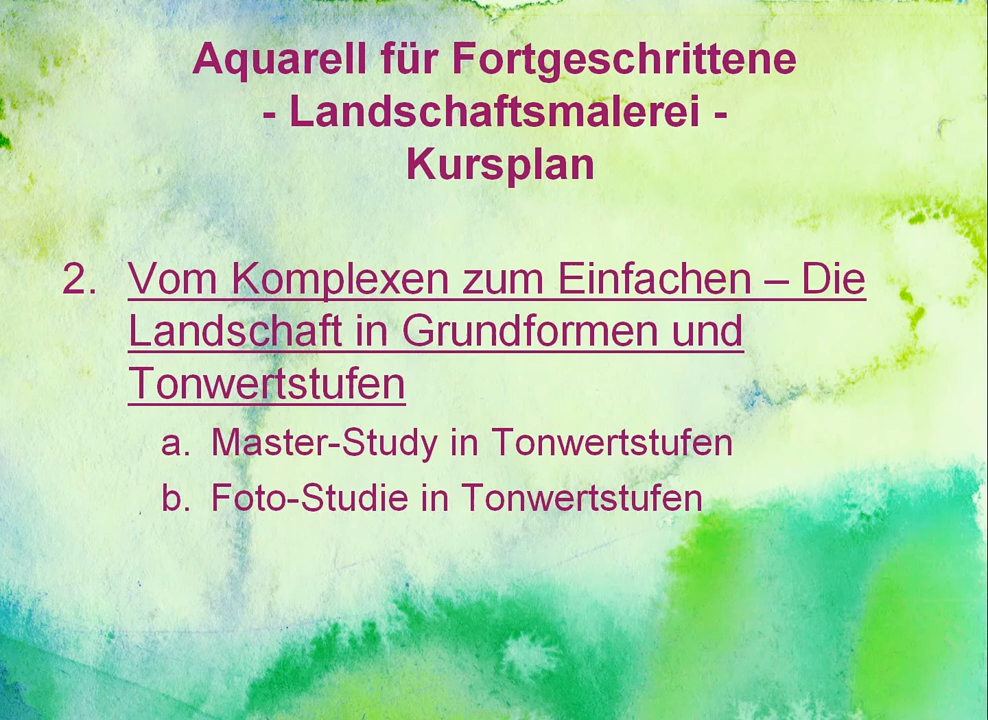 Aquarell für Fortgeschrittene
- Landschaftsmalerei -
Kursplan
2. Vom Komplexen zum Einfachen – Die
Landschaft in Grundformen und
Tonwertstufen
a. Master-Study in Tonwertstufen
b. Foto-Studie in Tonwertstufen